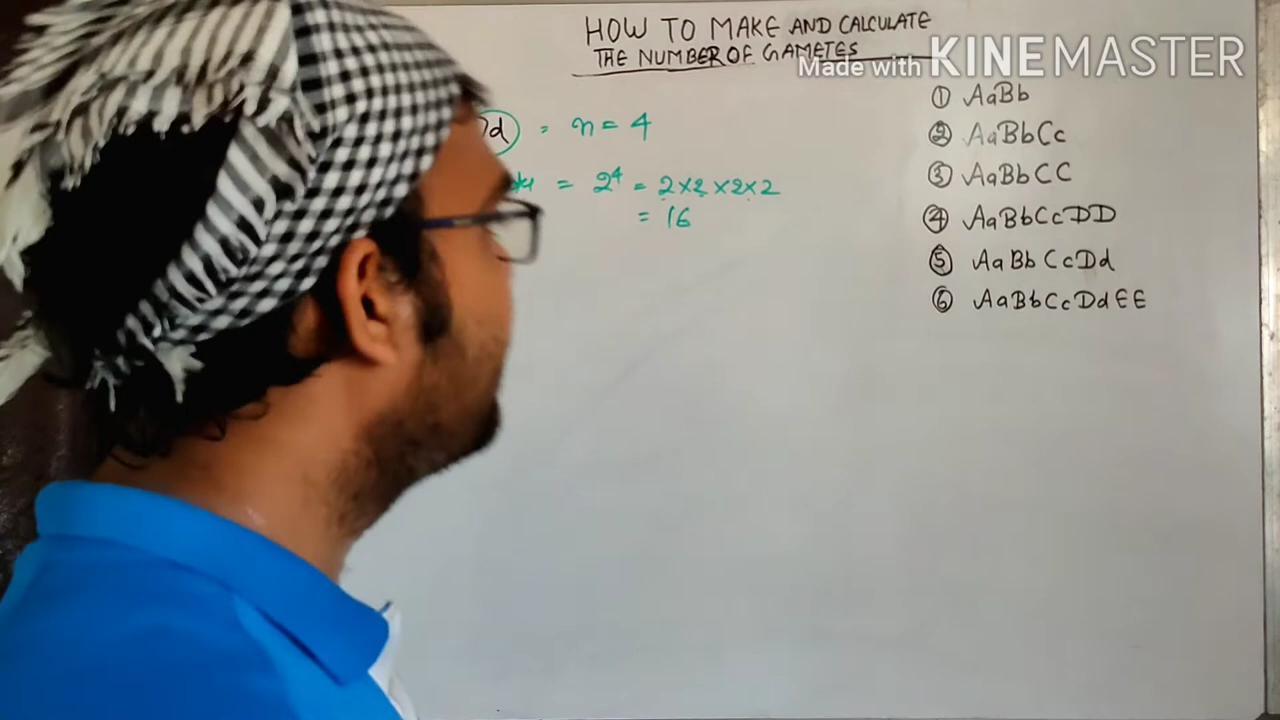 HOW TO MAKE AND CALCULATE
THE NUMBER OF GAMETES
Made with KINEMASTER
d = n = 4
= 2⁴ = 2×2×2×2
= 16
① AaBb
② AaBbCc
③ AaBbCC
④ AaBbCcDD
⑤ AaBbCcDd
⑥ AaBbCcDdEE